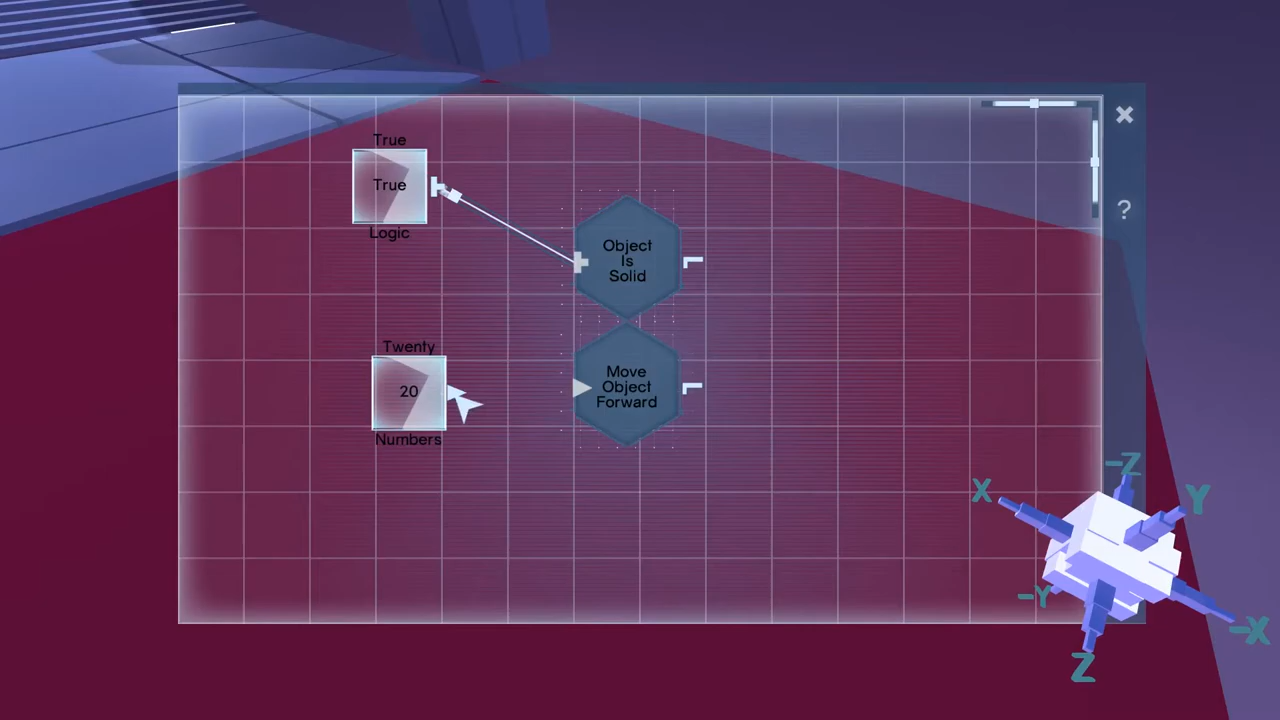 True
True
Logic
Object
Is
Solid
Twenty
20
Numbers
Move
Object
Forward
?
-Z
X
Y
-Y
-X
Z